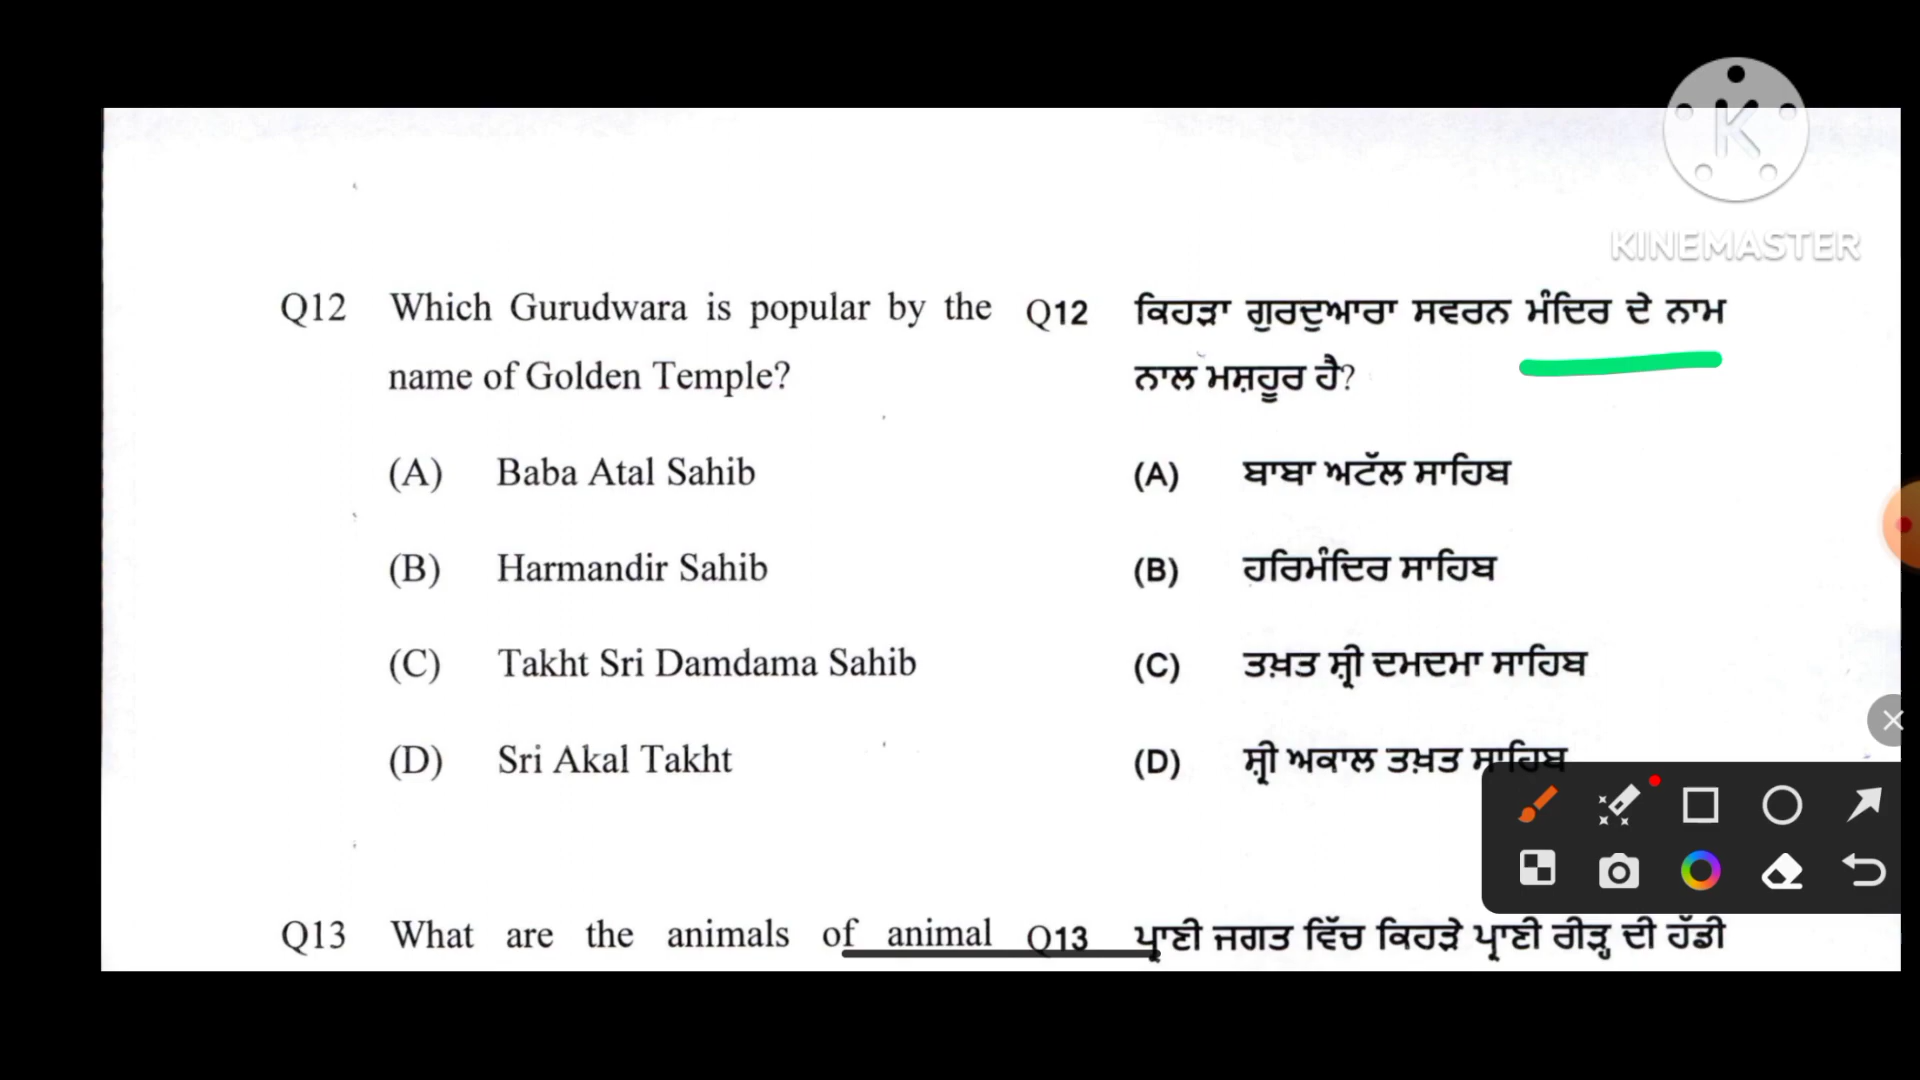 KINEMASTER
Q12 Which Gurudwara is popular by the
name of Golden Temple?
(A) Baba Atal Sahib
(B) Harmandir Sahib
(C) Takht Sri Damdama Sahib
(D) Sri Akal Takht
Q13 What are the animals of animal
Q12 ਕਿਹੜਾ ਗੁਰਦੁਆਰਾ ਸਵਰਨ ਮੰਦਿਰ ਦੇ ਨਾਮ
ਨਾਲ ਮਸ਼ਹੂਰ ਹੈ?
(A) ਬਾਬਾ ਅਟੱਲ ਸਾਹਿਬ
(B) ਹਰਿਮੰਦਿਰ ਸਾਹਿਬ
(C) ਤਖ਼ਤ ਸ਼੍ਰੀ ਦਮਦਮਾ ਸਾਹਿਬ
(D) ਸ਼੍ਰੀ ਅਕਾਲ ਤਖ਼ਤ ਸਾਹਿਬ
Q13 ਪ੍ਰਾਣੀ ਜਗਤ ਵਿੱਚ ਕਿਹੜੇ ਪ੍ਰਾਣੀ ਰੀੜ੍ਹ ਦੀ ਹੱਡੀ